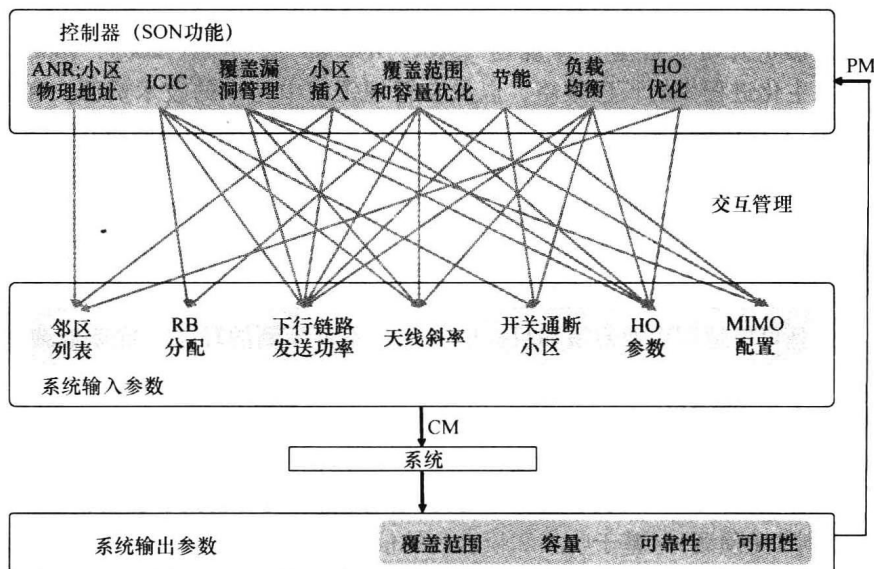 控制器（SON功能）
PM
ANR;小区
物理地址
ICIC
覆盖漏
洞管理
小区
插入
覆盖范围
和容量优化
节能
负载
均衡
HO
优化
交互管理
邻区
列表
RB
分配
下行链路
发送功率
天线斜率
开关通断
小区
HO
参数
MIMO
配置
系统输入参数
CM
系统
系统输出参数
覆盖范围
容量
可靠性
可用性